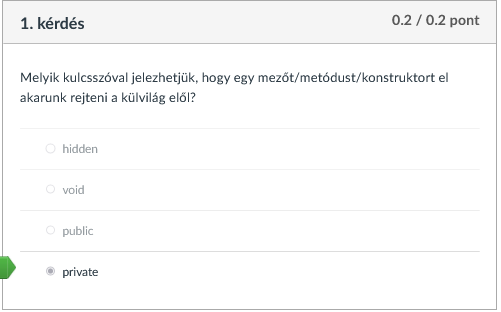 1. kérdés
0.2 / 0.2 pont
Melyik kulcsszóval jelezhetjük, hogy egy mezőt/metódust/konstruktort el
akarunk rejteni a külvilág elől?
hidden
void
public
private